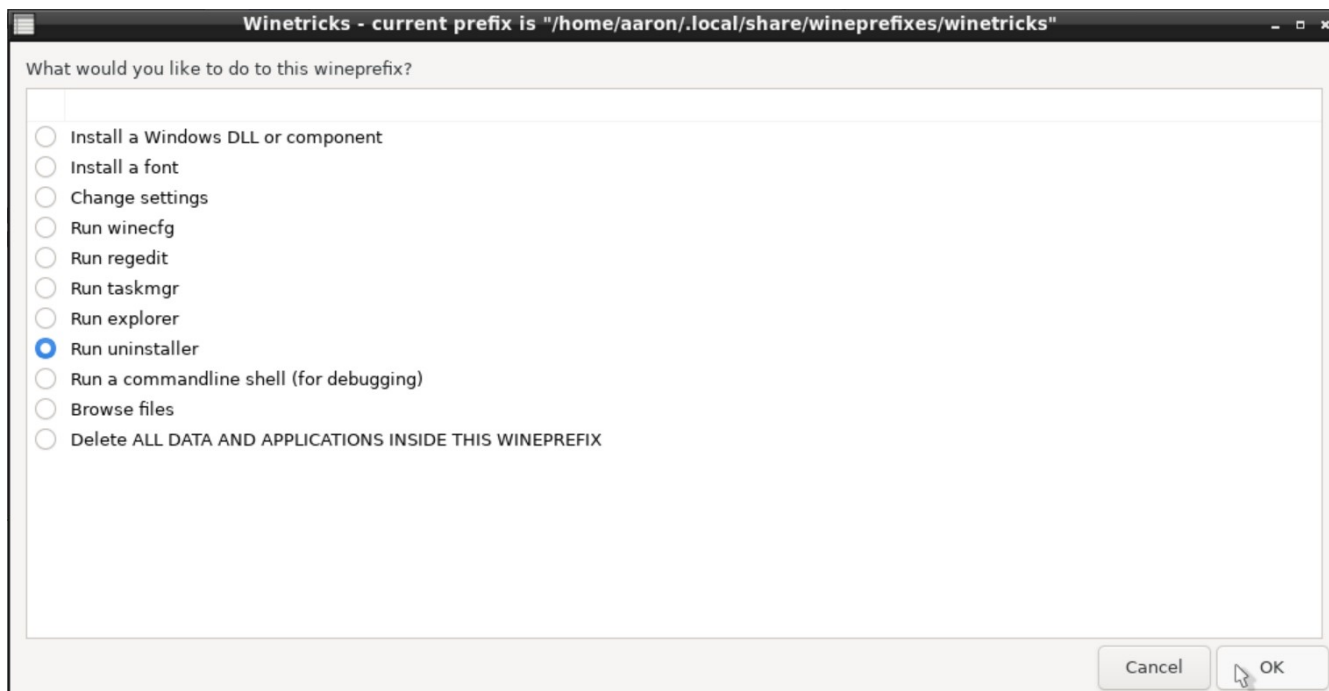 Winetricks - current prefix is "/home/aaron/.local/share/wineprefixes/winetricks"
What would you like to do to this wineprefix?
Install a Windows DLL or component
Install a font
Change settings
Run winecfg
Run regedit
Run taskmgr
Run explorer
Run uninstaller
Run a commandline shell (for debugging)
Browse files
Delete ALL DATA AND APPLICATIONS INSIDE THIS WINEPREFIX
Cancel OK